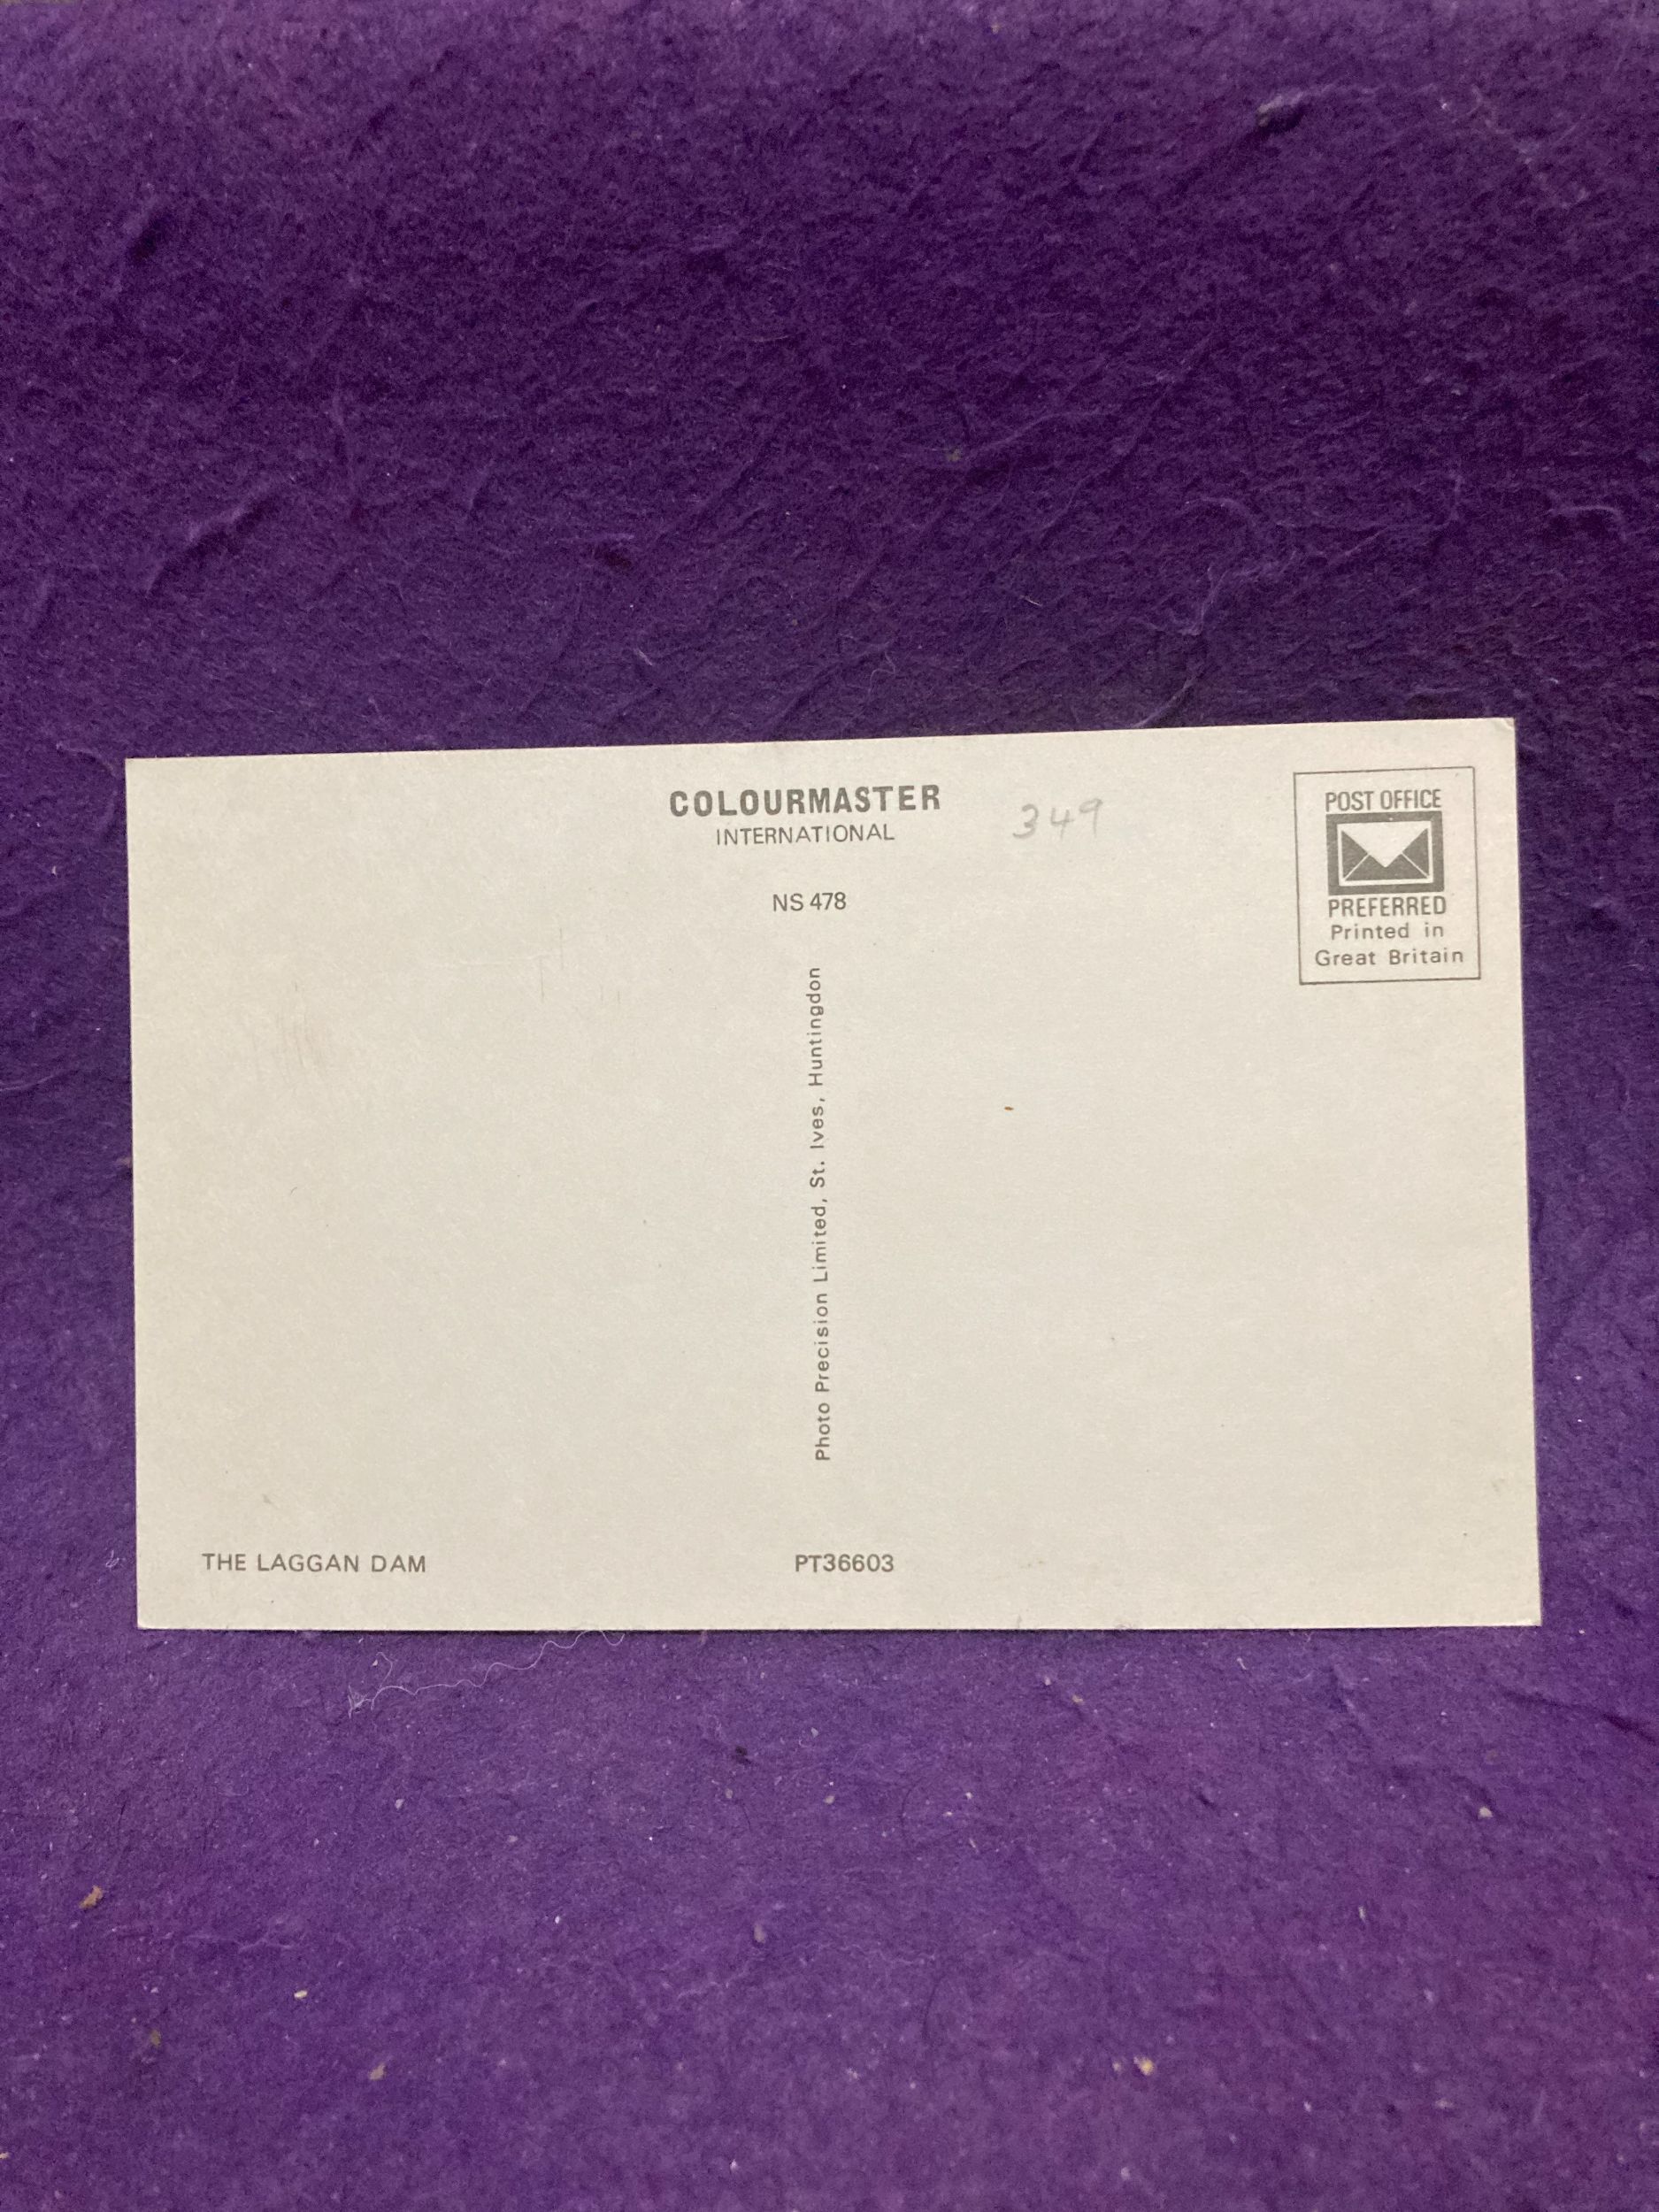 COLOURMASTER
INTERNATIONAL
349
NS 478
POST OFFICE
PREFERRED
Printed in
Great Britain
Photo Precision Limited, St. Ives, Huntingdon
THE LAGGAN DAM
PT36603